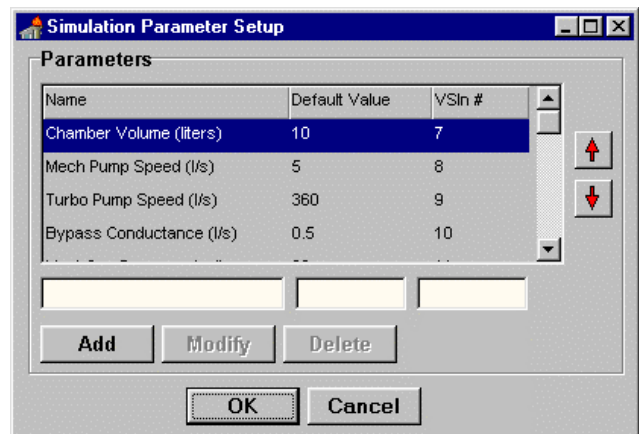 Simulation Parameter Setup
Parameters
Name Default Value VSIn #
Chamber Volume (liters) 10 7
Mech Pump Speed (l/s) 5 8
Turbo Pump Speed (l/s) 360 9
Bypass Conductance (l/s) 0.5 10
Add Modify Delete
OK Cancel